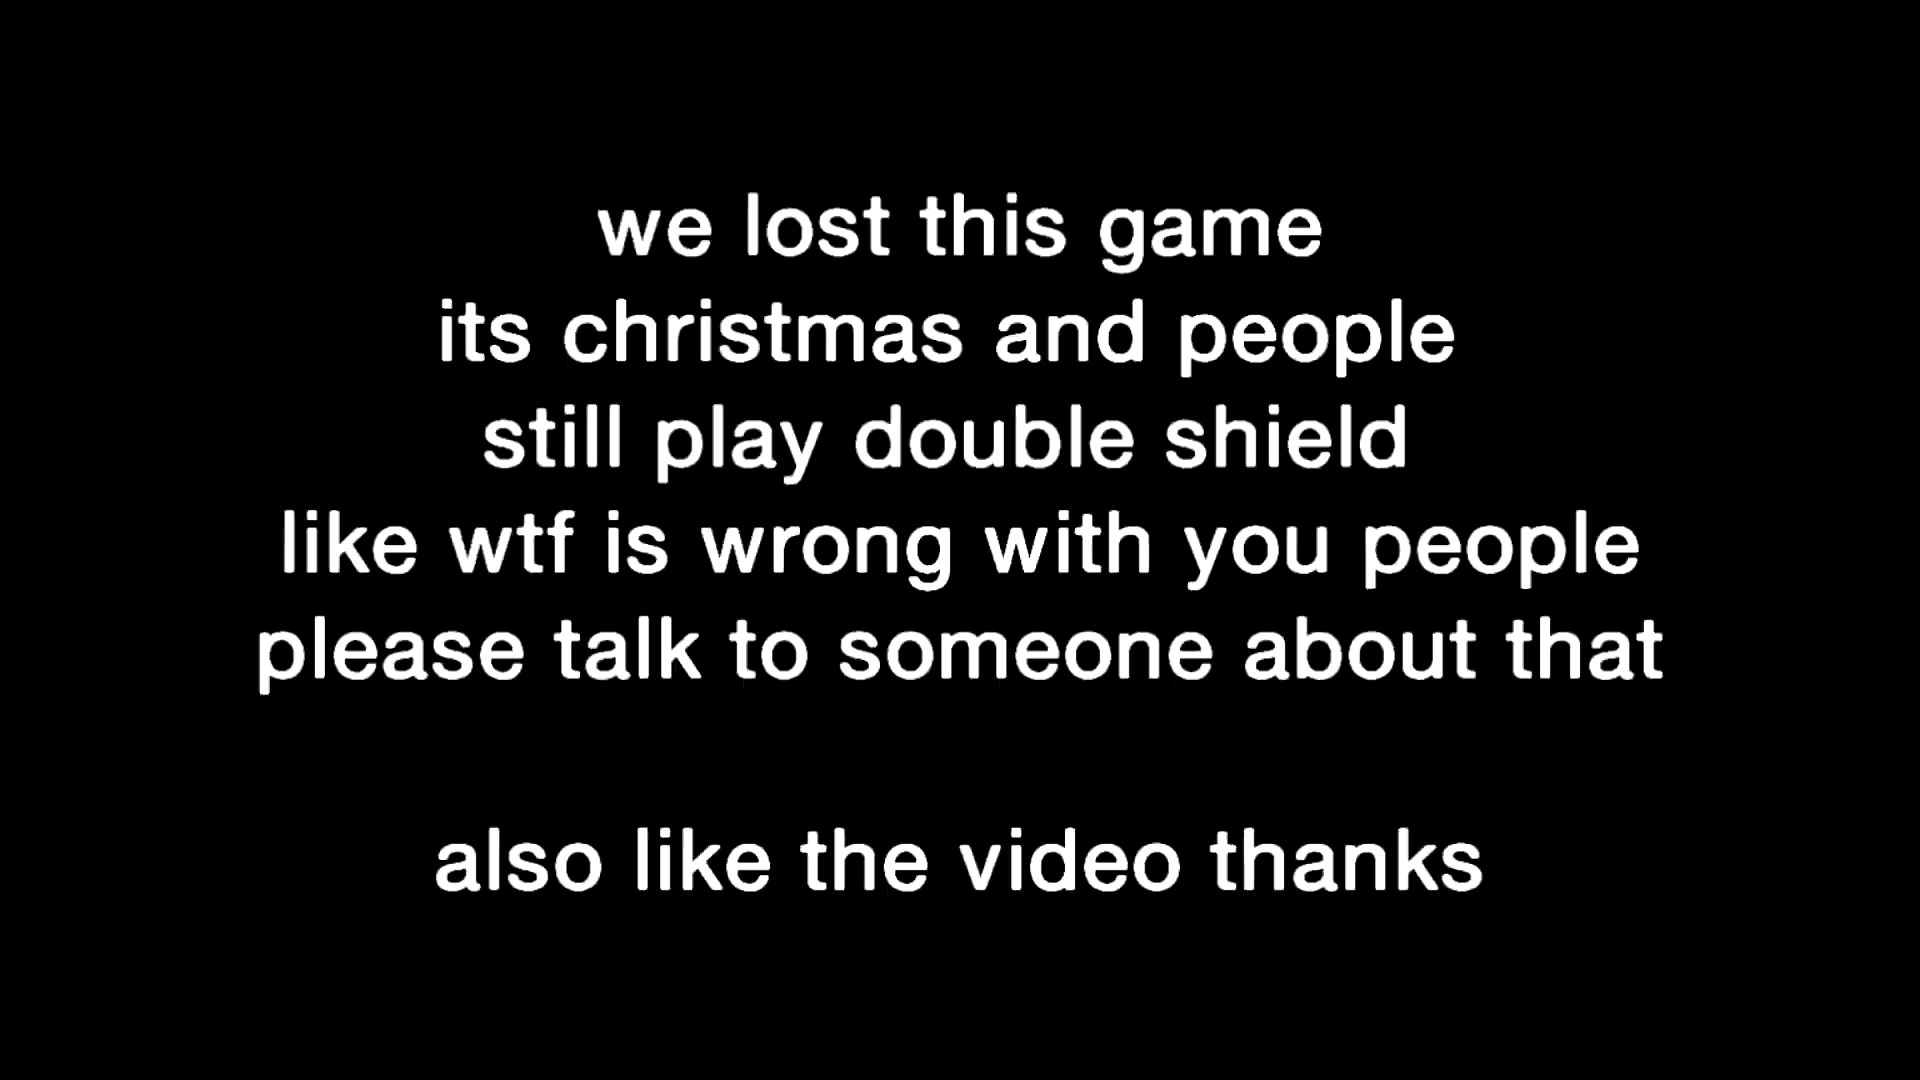 we lost this game
its christmas and people
still play double shield
like wtf is wrong with you people
please talk to someone about that
also like the video thanks